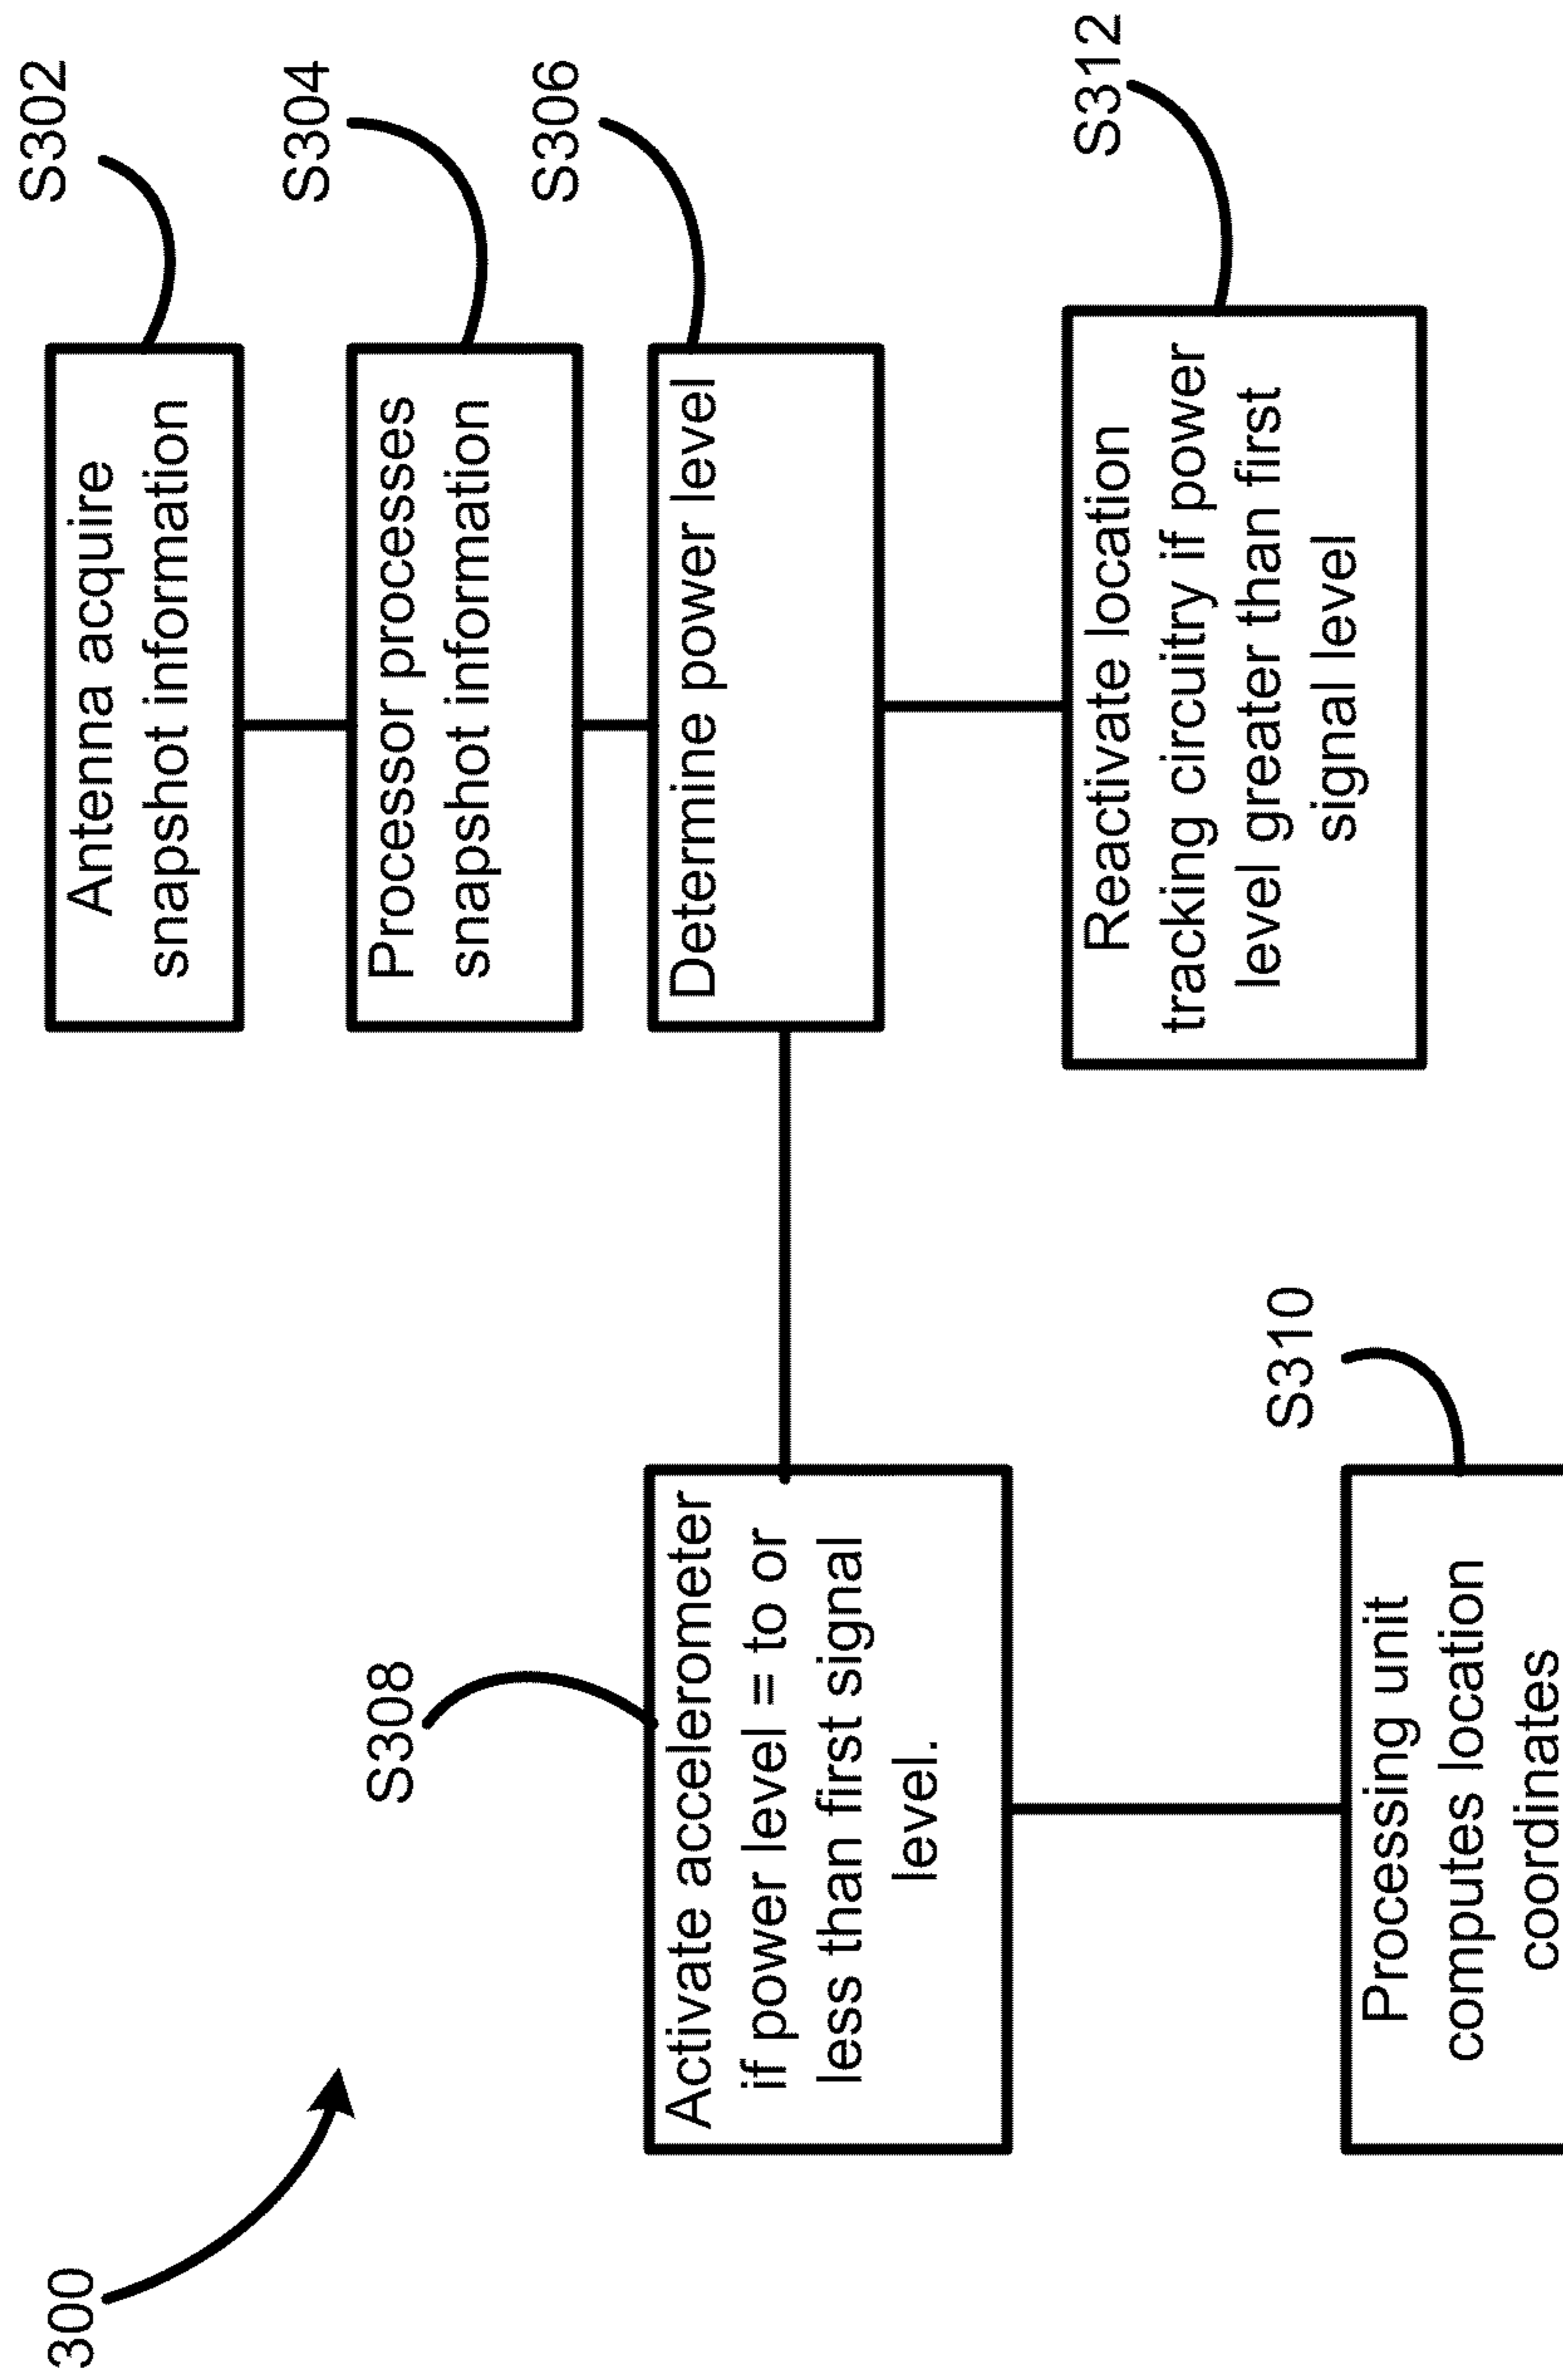 300
S302
Antenna acquire
snapshot information
S304
Processor processes
snapshot information
S306
Determine power level
S308
Activate accelerometer
if power level = to or
less than first signal
level.
S310
Processing unit
computes location
coordinates
S312
Reactivate location
tracking circuitry if power
level greater than first
signal level